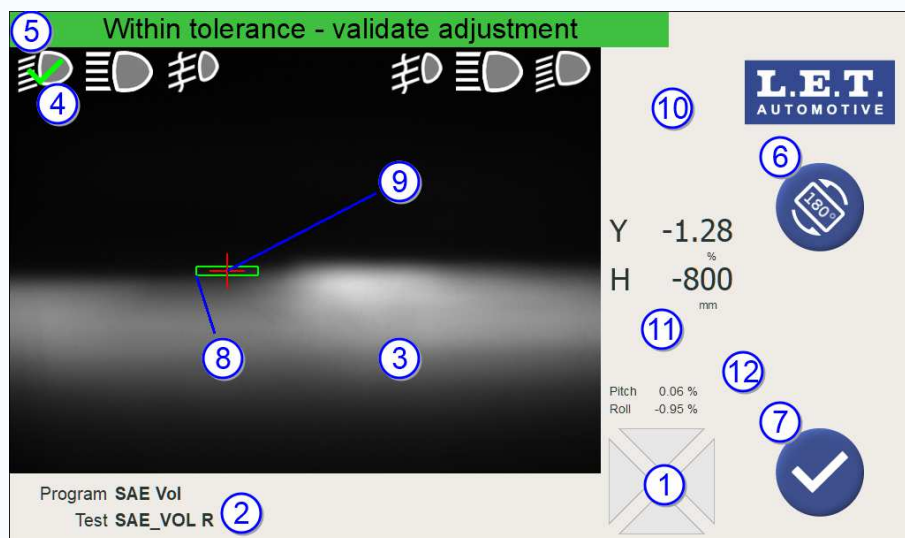 5
Within tolerance - validate adjustment
4
10
L.E.T.
AUTOMOTIVE
6
180°
9
Y -1.28
%
H -800
mm
11
8
3
12
Pitch 0.06 %
Roll -0.95 %
7
1
Program SAE Vol
Test SAE_VOL R
2